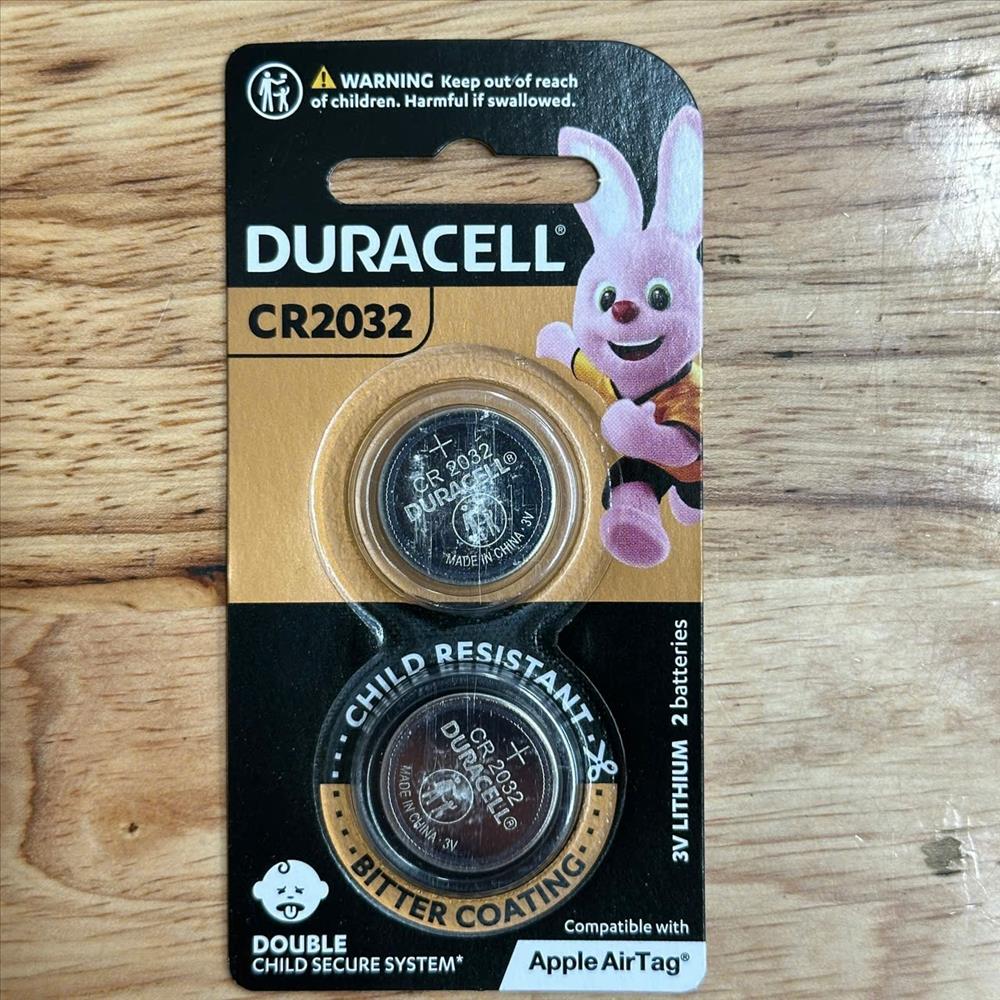 ⚠ WARNING Keep out of reach
of children. Harmful if swallowed.
DURACELL®
CR2032
+
CR 2032
DURACELL®
MADE IN CHINA · 3V
CHILD RESISTANT
+
CR 2032
DURACELL®
MADE IN CHINA · 3V
BITTER COATING
3V LITHIUM 2 batteries
DOUBLE
CHILD SECURE SYSTEM*
Compatible with
Apple AirTag®